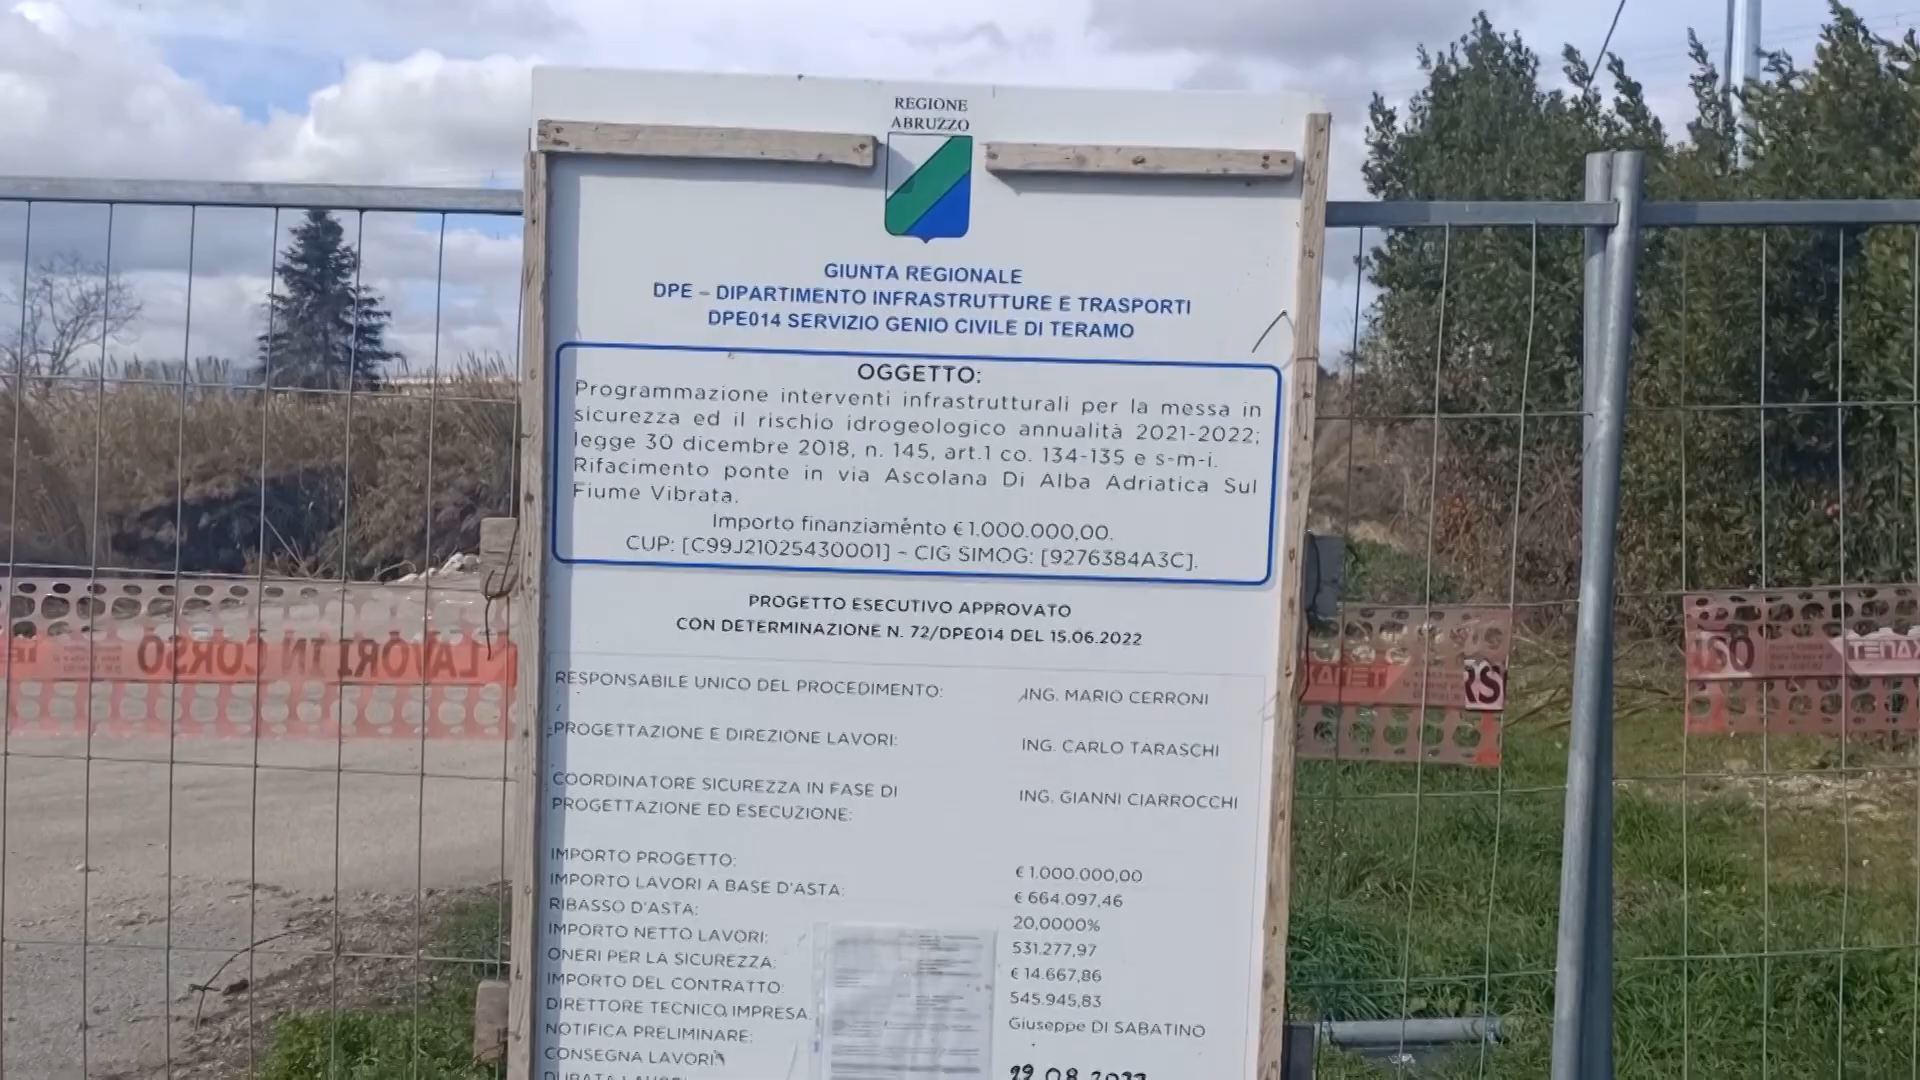 REGIONE
ABRUZZO
GIUNTA REGIONALE
DPE – DIPARTIMENTO INFRASTRUTTURE E TRASPORTI
DPE014 SERVIZIO GENIO CIVILE DI TERAMO
OGGETTO:
Programmazione interventi infrastrutturali per la messa in
sicurezza ed il rischio idrogeologico annualità 2021-2022;
legge 30 dicembre 2018, n. 145, art.1 co. 134-135 e s-m-i.
Rifacimento ponte in via Ascolana Di Alba Adriatica Sul
Fiume Vibrata.
Importo finanziamento € 1.000.000,00.
CUP: [C99J21025430001] – CIG SIMOG: [9276384A3C].
PROGETTO ESECUTIVO APPROVATO
CON DETERMINAZIONE N. 72/DPE014 DEL 15.06.2022
RESPONSABILE UNICO DEL PROCEDIMENTO: ING. MARIO CERRONI
PROGETTAZIONE E DIREZIONE LAVORI: ING. CARLO TARASCHI
COORDINATORE SICUREZZA IN FASE DI
PROGETTAZIONE ED ESECUZIONE: ING. GIANNI CIARROCCHI
IMPORTO PROGETTO: € 1.000.000,00
IMPORTO LAVORI A BASE D'ASTA: € 664.097,46
RIBASSO D'ASTA: 20,0000%
IMPORTO NETTO LAVORI: 531.277,97
ONERI PER LA SICUREZZA: € 14.667,86
IMPORTO DEL CONTRATTO: 545.945,83
DIRETTORE TECNICO IMPRESA: Giuseppe DI SABATINO
NOTIFICA PRELIMINARE:
CONSEGNA LAVORI:
LAVORI IN CORSO
TENAX